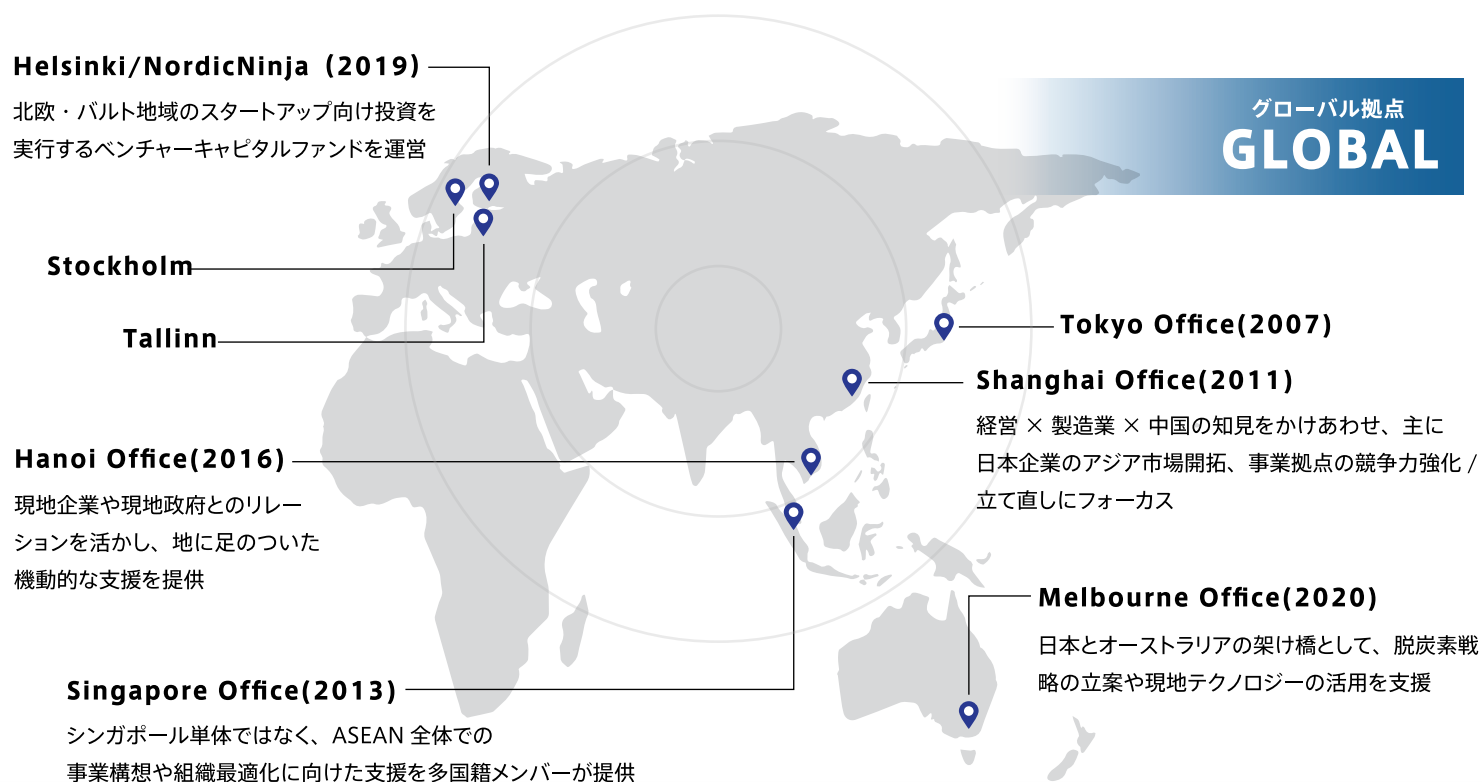 Helsinki/NordicNinja (2019)
北欧・バルト地域のスタートアップ向け投資を
実行するベンチャーキャピタルファンドを運営
グローバル拠点
GLOBAL
Stockholm
Tallinn
Tokyo Office(2007)
Shanghai Office(2011)
経営 × 製造業 × 中国の知見をかけあわせ、主に
日本企業のアジア市場開拓、事業拠点の競争力強化 /
立て直しにフォーカス
Hanoi Office(2016)
現地企業や現地政府とのリレー
ションを活かし、地に足のついた
機動的な支援を提供
Melbourne Office(2020)
日本とオーストラリアの架け橋として、脱炭素戦
略の立案や現地テクノロジーの活用を支援
Singapore Office(2013)
シンガポール単体ではなく、ASEAN 全体での
事業構想や組織最適化に向けた支援を多国籍メンバーが提供